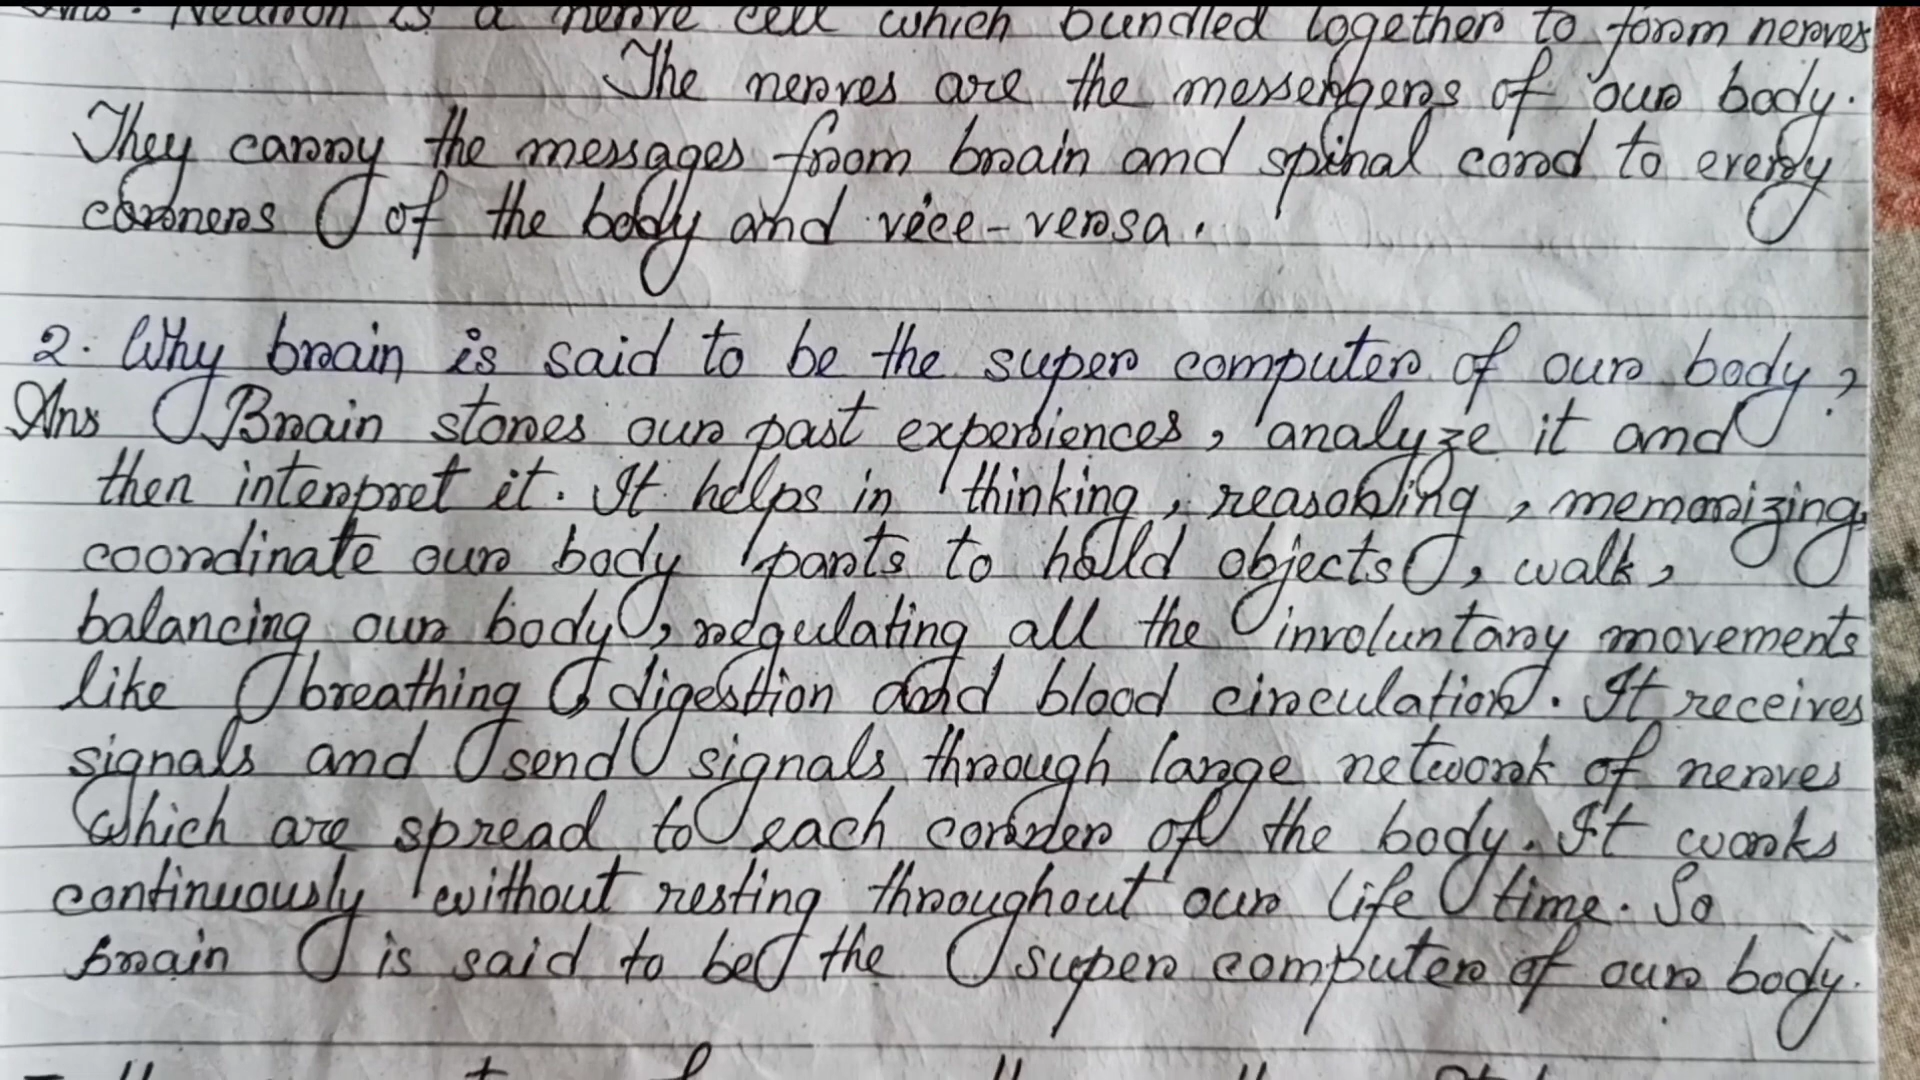 Ans. Neuron is a nerve cell which bundled together to form nerves
The nerves are the messengers of our body.
They carry the messages from brain and spinal cord to every
corners of the body and vice-versa.
2. Why brain is said to be the super computer of our body?
Ans Brain stores our past experiences, analyze it and
then interpret it. It helps in thinking, reasoning, memorizing,
coordinate our body parts to hold objects, walk,
balancing our body, regulating all the involuntary movements
like breathing, digestion and blood circulation. It receives
signals and send signals through large network of nerves
which are spread to each corner of the body. It works
continuously without resting throughout our life time. So
brain is said to be the super computer of our body.